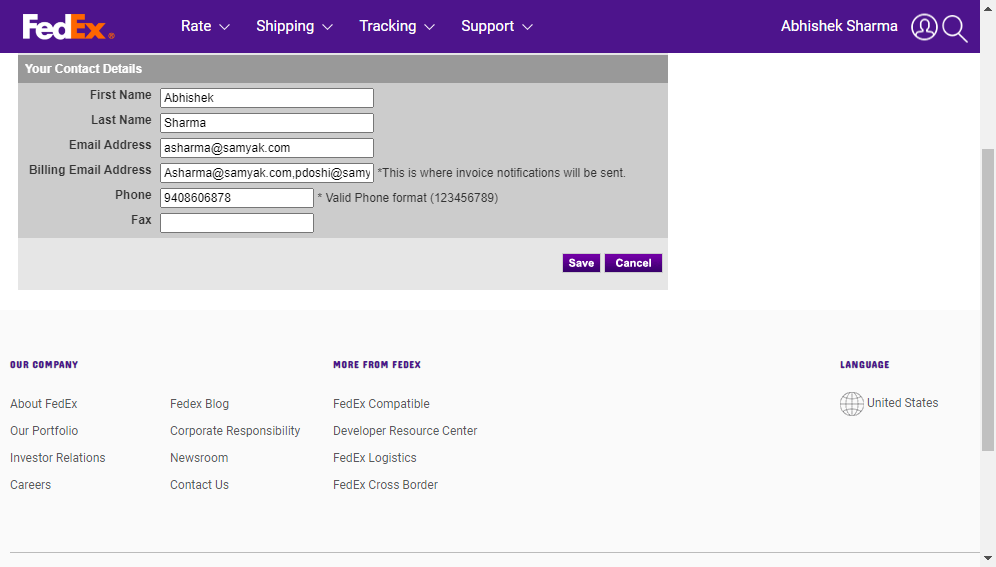 FedEx®
Rate Shipping Tracking Support Abhishek Sharma
Your Contact Details
First Name Abhishek
Last Name Sharma
Email Address asharma@samyak.com
Billing Email Address Asharma@samyak.com,pdoshi@samy *This is where invoice notifications will be sent.
Phone 9408606878 * Valid Phone format (123456789)
Fax
Save Cancel
OUR COMPANY MORE FROM FEDEX LANGUAGE
About FedEx Fedex Blog FedEx Compatible United States
Our Portfolio Corporate Responsibility Developer Resource Center
Investor Relations Newsroom FedEx Logistics
Careers Contact Us FedEx Cross Border